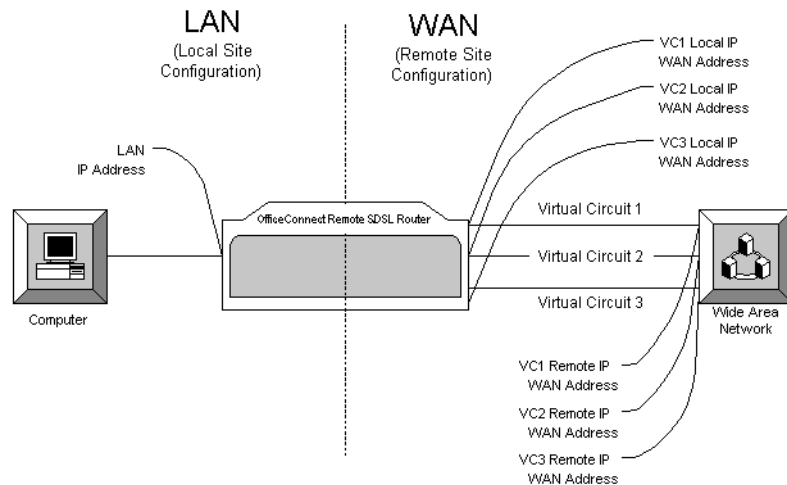 LAN
(Local Site
Configuration)
WAN
(Remote Site
Configuration)
VC1 Local IP
WAN Address
VC2 Local IP
WAN Address
VC3 Local IP
WAN Address
LAN
IP Address
OfficeConnect Remote SDSL Router
Virtual Circuit 1
Virtual Circuit 2
Virtual Circuit 3
Computer
Wide Area
Network
VC1 Remote IP
WAN Address
VC2 Remote IP
WAN Address
VC3 Remote IP
WAN Address